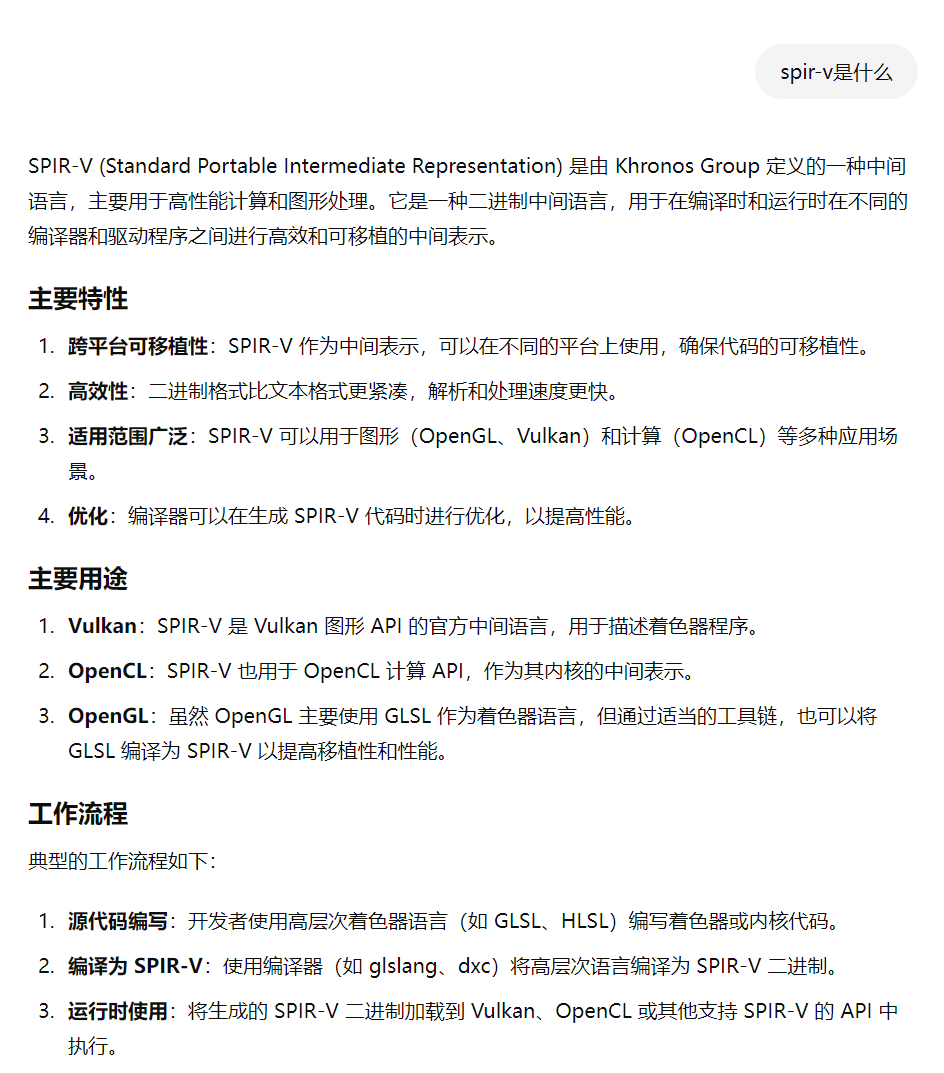 spir-v是什么
SPIR-V (Standard Portable Intermediate Representation) 是由 Khronos Group 定义的一种中间
语言，主要用于高性能计算和图形处理。它是一种二进制中间语言，用于在编译时和运行时在不同的
编译器和驱动程序之间进行高效和可移植的中间表示。
主要特性
1. 跨平台可移植性：SPIR-V 作为中间表示，可以在不同的平台上使用，确保代码的可移植性。
2. 高效性：二进制格式比文本格式更紧凑，解析和处理速度更快。
3. 适用范围广泛：SPIR-V 可以用于图形（OpenGL、Vulkan）和计算（OpenCL）等多种应用场
景。
4. 优化：编译器可以在生成 SPIR-V 代码时进行优化，以提高性能。
主要用途
1. Vulkan：SPIR-V 是 Vulkan 图形 API 的官方中间语言，用于描述着色器程序。
2. OpenCL：SPIR-V 也用于 OpenCL 计算 API，作为其内核的中间表示。
3. OpenGL：虽然 OpenGL 主要使用 GLSL 作为着色器语言，但通过适当的工具链，也可以将
GLSL 编译为 SPIR-V 以提高移植性和性能。
工作流程
典型的工作流程如下：
1. 源代码编写：开发者使用高层次着色器语言（如 GLSL、HLSL）编写着色器或内核代码。
2. 编译为 SPIR-V：使用编译器（如 glslang、dxc）将高层次语言编译为 SPIR-V 二进制。
3. 运行时使用：将生成的 SPIR-V 二进制加载到 Vulkan、OpenCL 或其他支持 SPIR-V 的 API 中
执行。